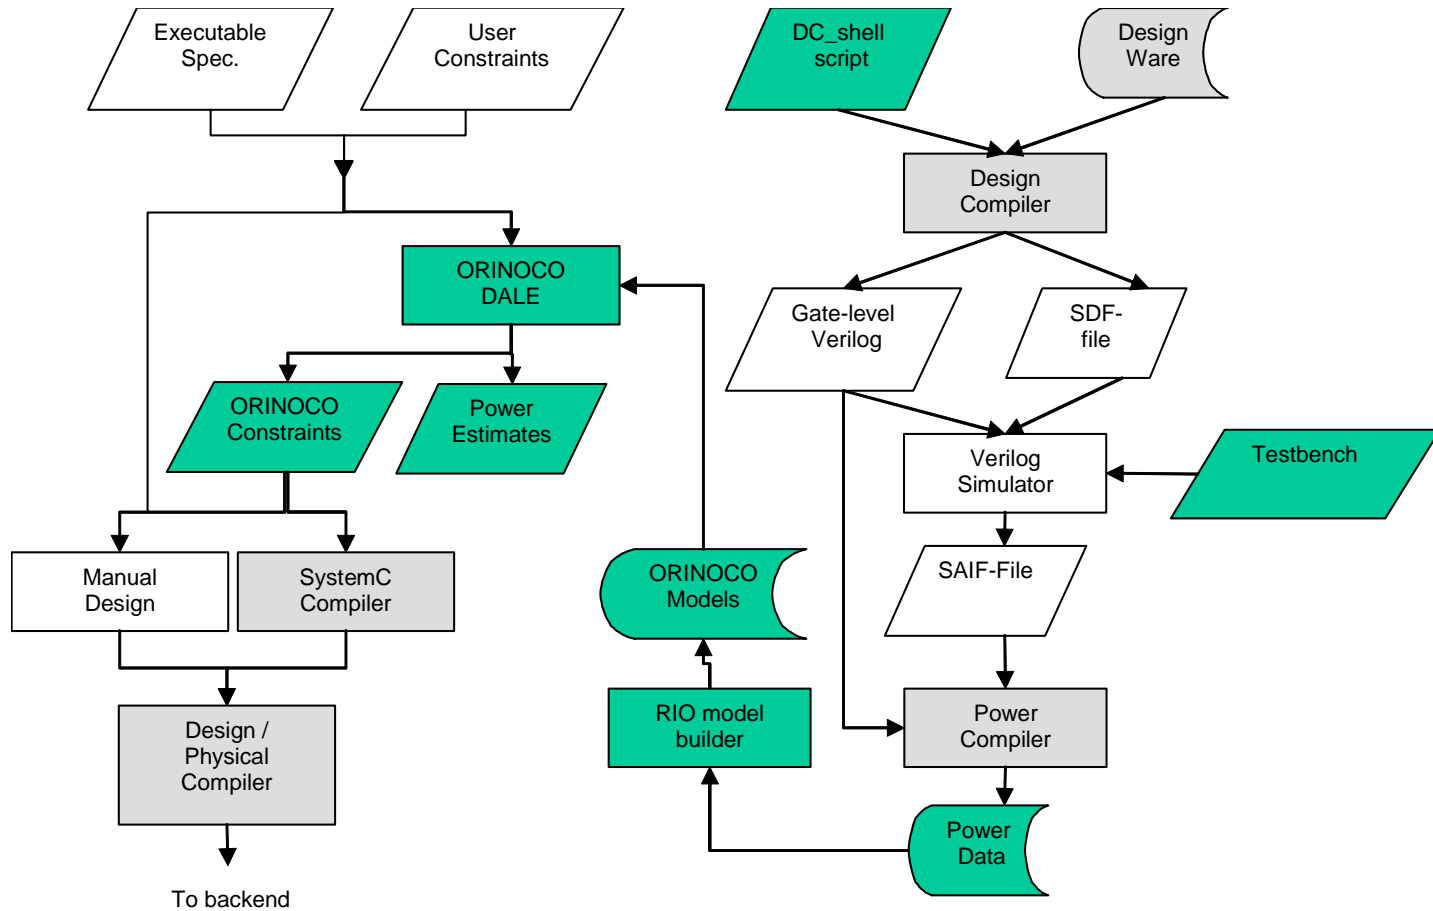 Executable
Spec.
User
Constraints
DC_shell
script
Design
Ware
Design
Compiler
ORINOCO
DALE
Gate-level
Verilog
SDF-
file
ORINOCO
Constraints
Power
Estimates
Verilog
Simulator
Testbench
Manual
Design
SystemC
Compiler
ORINOCO
Models
SAIF-File
Design /
Physical
Compiler
RIO model
builder
Power
Compiler
Power
Data
To backend